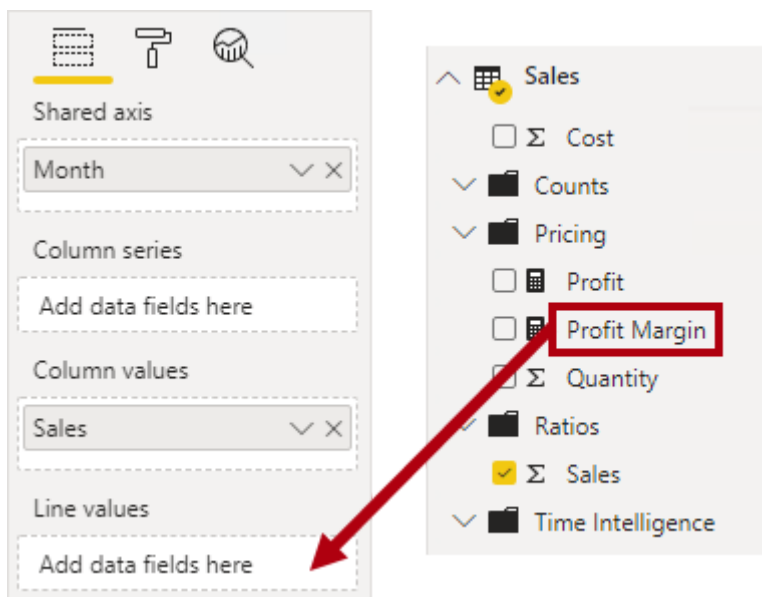 Shared axis
Month
Column series
Add data fields here
Column values
Sales
Line values
Add data fields here
Sales
Σ Cost
Counts
Pricing
Profit
Profit Margin
Σ Quantity
Ratios
Σ Sales
Time Intelligence